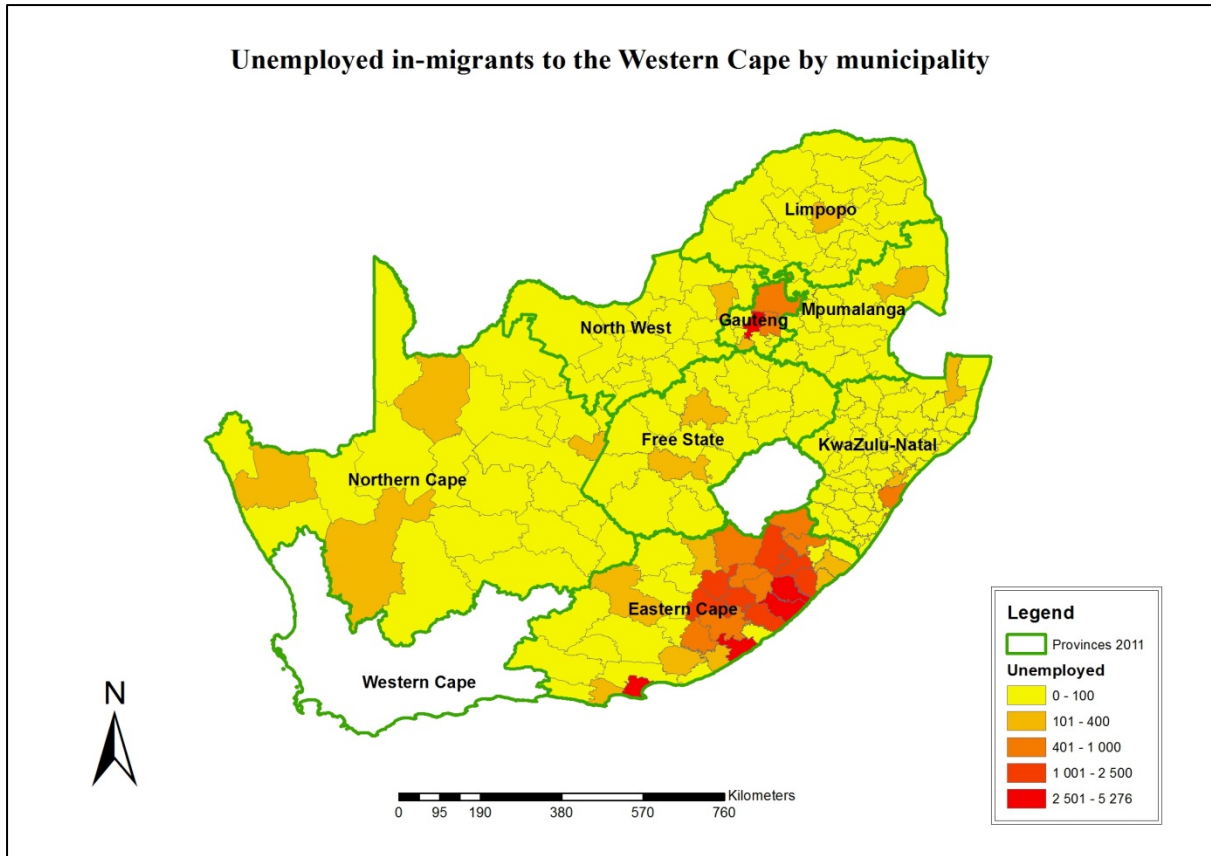 Unemployed in-migrants to the Western Cape by municipality
Limpopo
Mpumalanga
Gauteng
North West
Free State
KwaZulu-Natal
Northern Cape
Eastern Cape
Western Cape
N
Kilometers
0 95 190 380 570 760
Legend
Provinces 2011
Unemployed
0 - 100
101 - 400
401 - 1 000
1 001 - 2 500
2 501 - 5 276